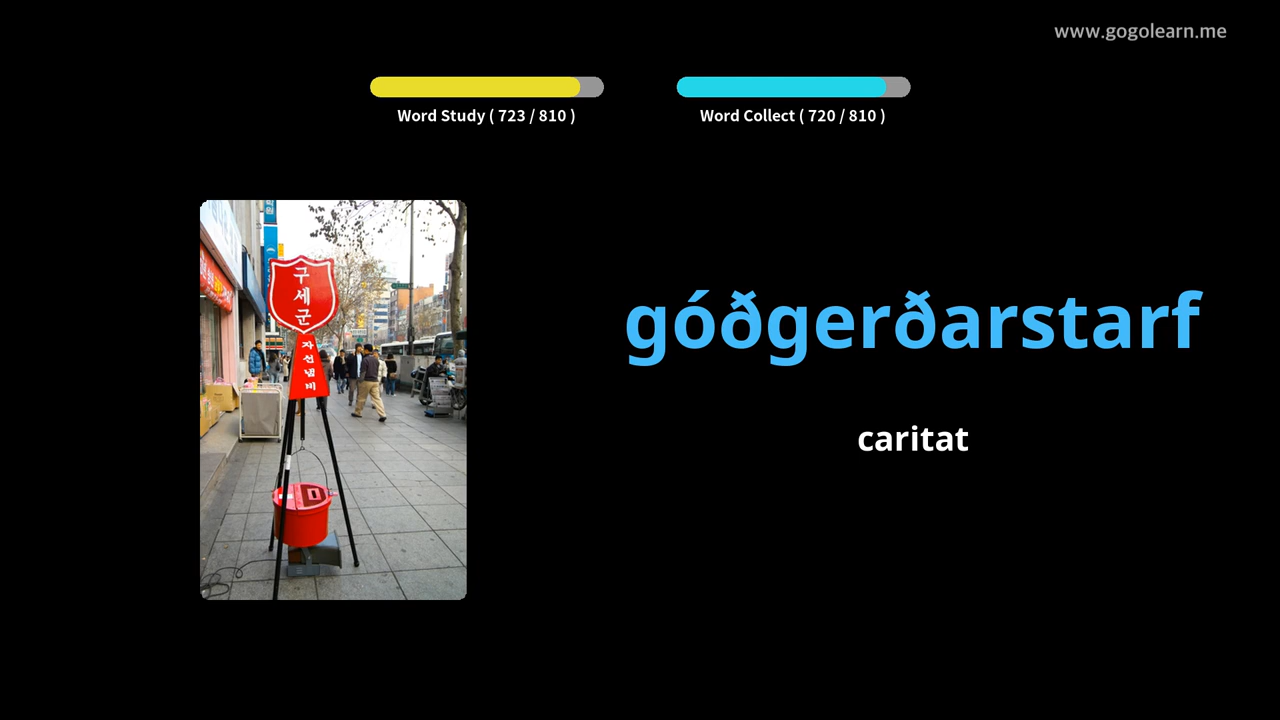 www.gogolearn.me
Word Study ( 723 / 810 )
Word Collect ( 720 / 810 )
구
세
군
자
선
냄
비
góðgerðarstarf
caritat